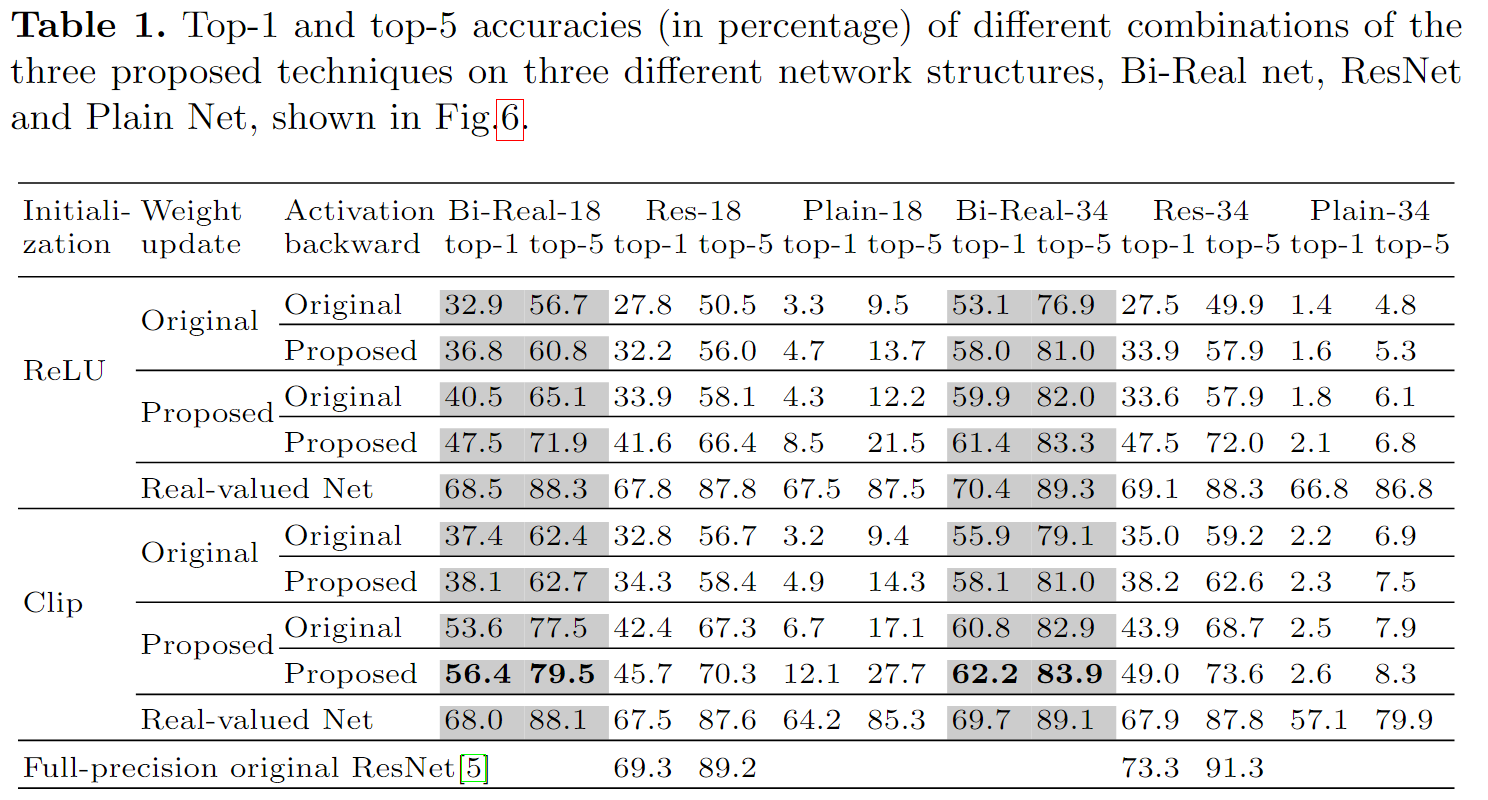 Table 1. Top-1 and top-5 accuracies (in percentage) of different combinations of the
three proposed techniques on three different network structures, Bi-Real net, ResNet
and Plain Net, shown in Fig.6.
Initiali- Weight Activation Bi-Real-18 Res-18 Plain-18 Bi-Real-34 Res-34 Plain-34
zation update backward top-1 top-5 top-1 top-5 top-1 top-5 top-1 top-5 top-1 top-5 top-1 top-5
ReLU Original Original 32.9 56.7 27.8 50.5 3.3 9.5 53.1 76.9 27.5 49.9 1.4 4.8
Proposed 36.8 60.8 32.2 56.0 4.7 13.7 58.0 81.0 33.9 57.9 1.6 5.3
Proposed Original 40.5 65.1 33.9 58.1 4.3 12.2 59.9 82.0 33.6 57.9 1.8 6.1
Proposed 47.5 71.9 41.6 66.4 8.5 21.5 61.4 83.3 47.5 72.0 2.1 6.8
Real-valued Net 68.5 88.3 67.8 87.8 67.5 87.5 70.4 89.3 69.1 88.3 66.8 86.8
Clip Original Original 37.4 62.4 32.8 56.7 3.2 9.4 55.9 79.1 35.0 59.2 2.2 6.9
Proposed 38.1 62.7 34.3 58.4 4.9 14.3 58.1 81.0 38.2 62.6 2.3 7.5
Proposed Original 53.6 77.5 42.4 67.3 6.7 17.1 60.8 82.9 43.9 68.7 2.5 7.9
Proposed 56.4 79.5 45.7 70.3 12.1 27.7 62.2 83.9 49.0 73.6 2.6 8.3
Real-valued Net 68.0 88.1 67.5 87.6 64.2 85.3 69.7 89.1 67.9 87.8 57.1 79.9
Full-precision original ResNet[5] 69.3 89.2 73.3 91.3